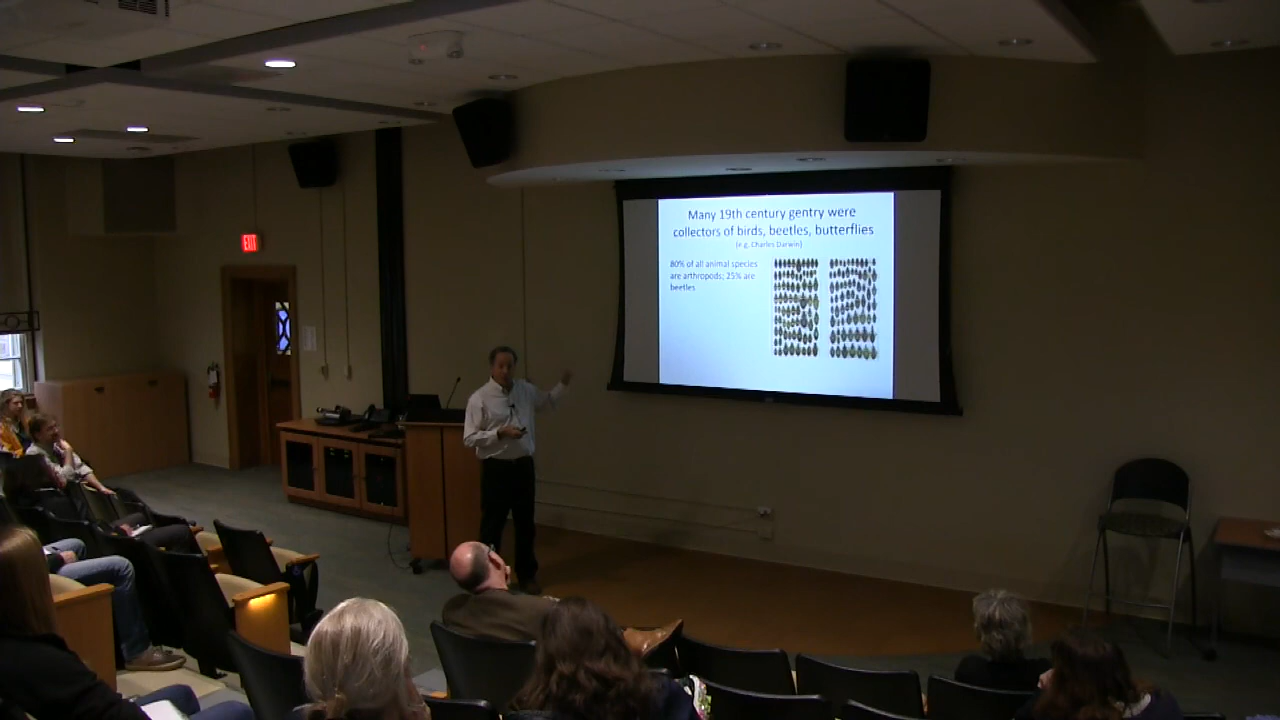 EXIT
Many 19th century gentry were
collectors of birds, beetles, butterflies
(e.g. Charles Darwin)
80% of all animal species
are arthropods; 25% are
beetles